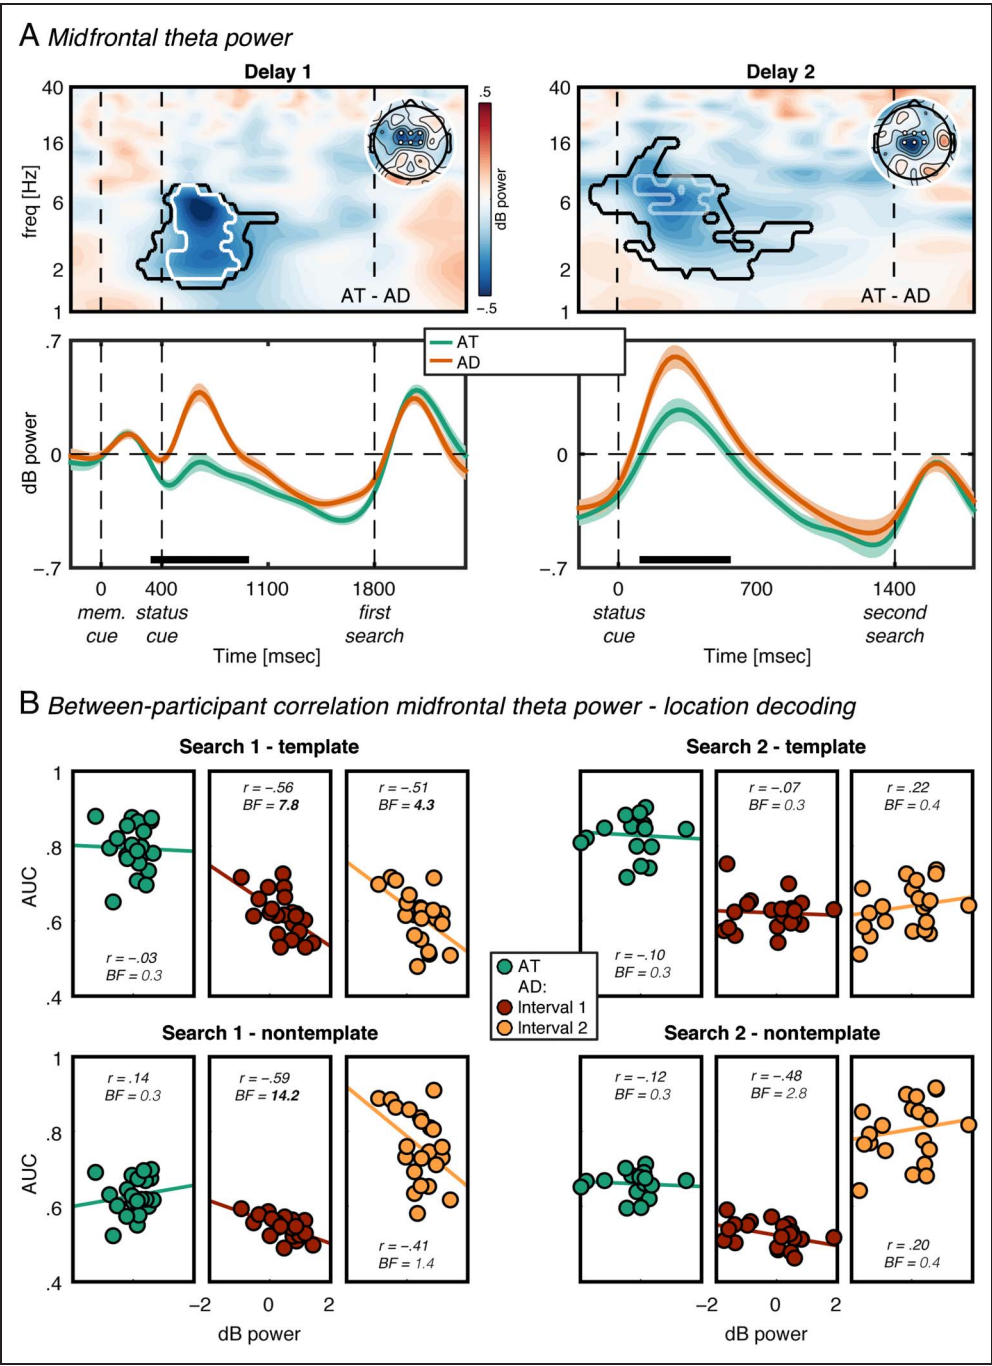 A Midfrontal theta power
Delay 1
Delay 2
40
16
6
2
1
freq [Hz]
.5
dB power
-.5
AT - AD
40
16
6
2
1
AT - AD
AT
AD
.7
0
-.7
dB power
0
-.7
0 400 1100 1800
mem. cue
status cue
first search
Time [msec]
0 700 1400
status cue
second search
Time [msec]
B Between-participant correlation midfrontal theta power - location decoding
Search 1 - template
Search 2 - template
1
.8
.6
.4
AUC
r = -.03
BF = 0.3
r = -.56
BF = 7.8
r = -.51
BF = 4.3
r = -.10
BF = 0.3
r = -.07
BF = 0.3
r = .22
BF = 0.4
AT
AD:
Interval 1
Interval 2
Search 1 - nontemplate
Search 2 - nontemplate
1
.8
.6
.4
AUC
r = .14
BF = 0.3
r = -.59
BF = 14.2
r = -.41
BF = 1.4
r = -.12
BF = 0.3
r = -.48
BF = 2.8
r = .20
BF = 0.4
-2 0 2
dB power
-2 0 2
dB power